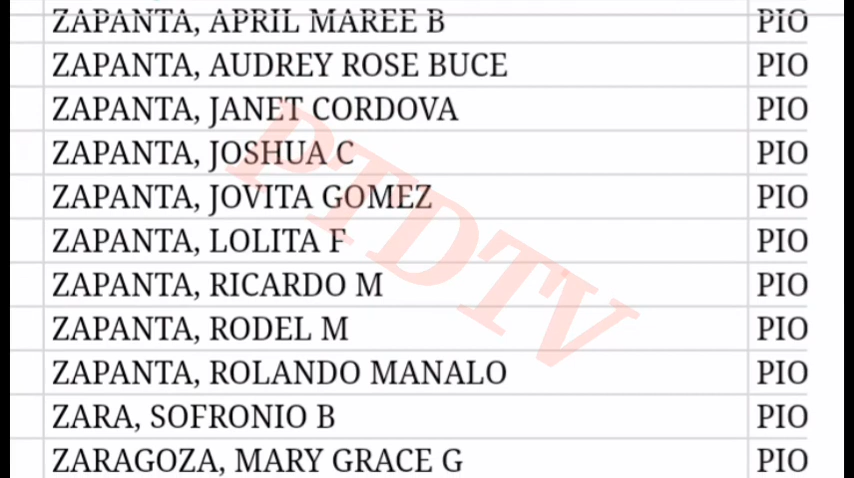 ZAPANTA, APRIL MAREE B PIO
ZAPANTA, AUDREY ROSE BUCE PIO
ZAPANTA, JANET CORDOVA PIO
ZAPANTA, JOSHUA C PIO
ZAPANTA, JOVITA GOMEZ PIO
ZAPANTA, LOLITA F PIO
ZAPANTA, RICARDO M PIO
ZAPANTA, RODEL M PIO
ZAPANTA, ROLANDO MANALO PIO
ZARA, SOFRONIO B PIO
ZARAGOZA, MARY GRACE G PIO
PTDTV